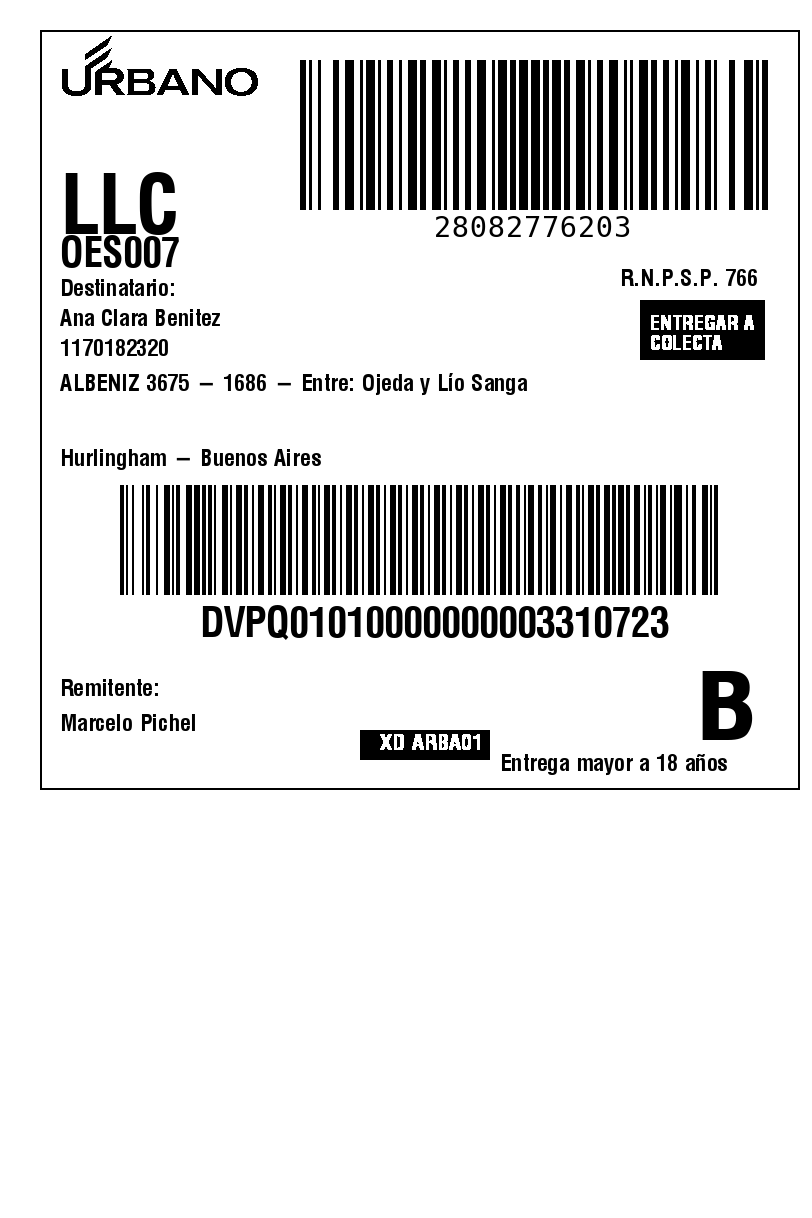 URBANO
28082776203
LLC
OES007
R.N.P.S.P. 766
Destinatario:
Ana Clara Benitez
1170182320
ENTREGAR A
COLECTA
ALBENIZ 3675 – 1686 – Entre: Ojeda y Lío Sanga
Hurlingham – Buenos Aires
DVPQ01010000000003310723
Remitente:
Marcelo Pichel
B
XD ARBA01
Entrega mayor a 18 años